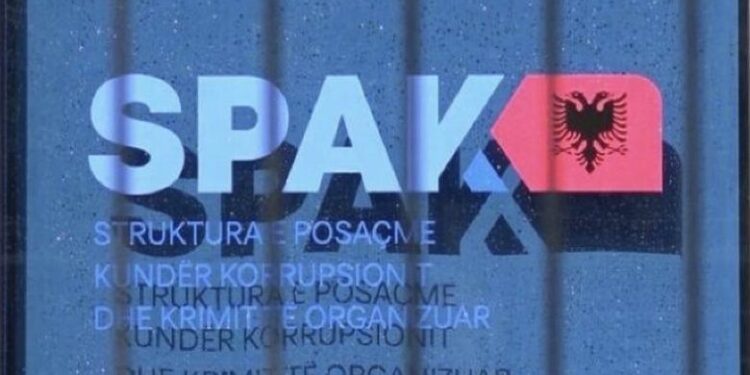 SPAK
STRUKTURA E POSAÇME
KUNDËR KORRUPSIONIT
DHE KRIMIT TË ORGANIZUAR